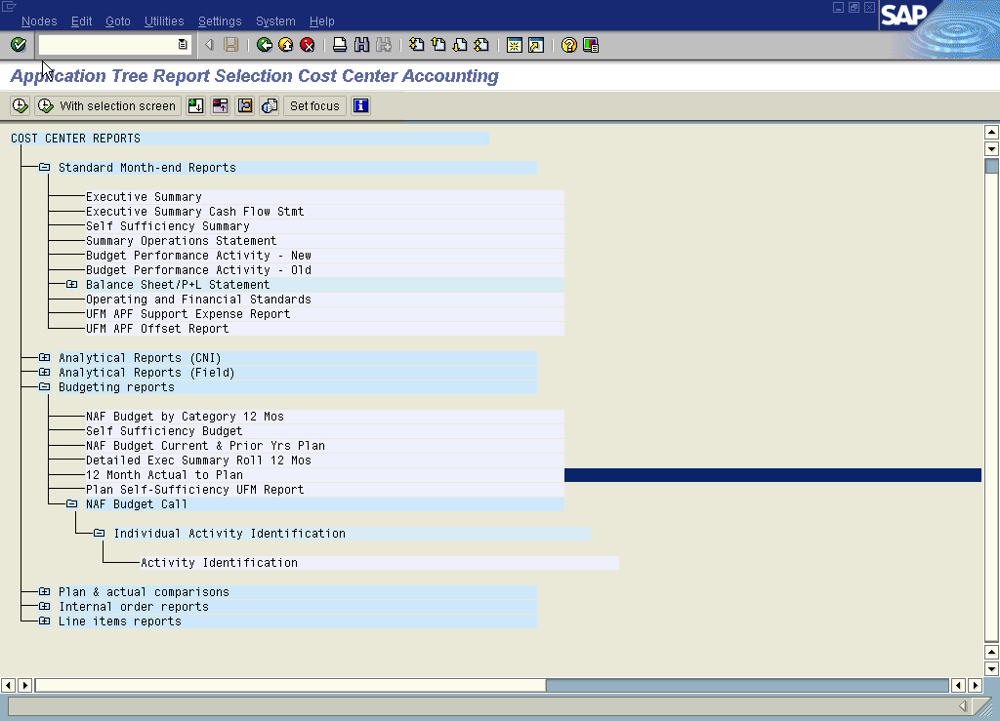 Nodes Edit Goto Utilities Settings System Help
SAP
Application Tree Report Selection Cost Center Accounting
With selection screen Set focus
COST CENTER REPORTS
Standard Month-end Reports
Executive Summary
Executive Summary Cash Flow Stmt
Self Sufficiency Summary
Summary Operations Statement
Budget Performance Activity - New
Budget Performance Activity - Old
Balance Sheet/P+L Statement
Operating and Financial Standards
UFM APF Support Expense Report
UFM APF Offset Report
Analytical Reports (CNI)
Analytical Reports (Field)
Budgeting reports
NAF Budget by Category 12 Mos
Self Sufficiency Budget
NAF Budget Current & Prior Yrs Plan
Detailed Exec Summary Roll 12 Mos
12 Month Actual to Plan
Plan Self-Sufficiency UFM Report
NAF Budget Call
Individual Activity Identification
Activity Identification
Plan & actual comparisons
Internal order reports
Line items reports